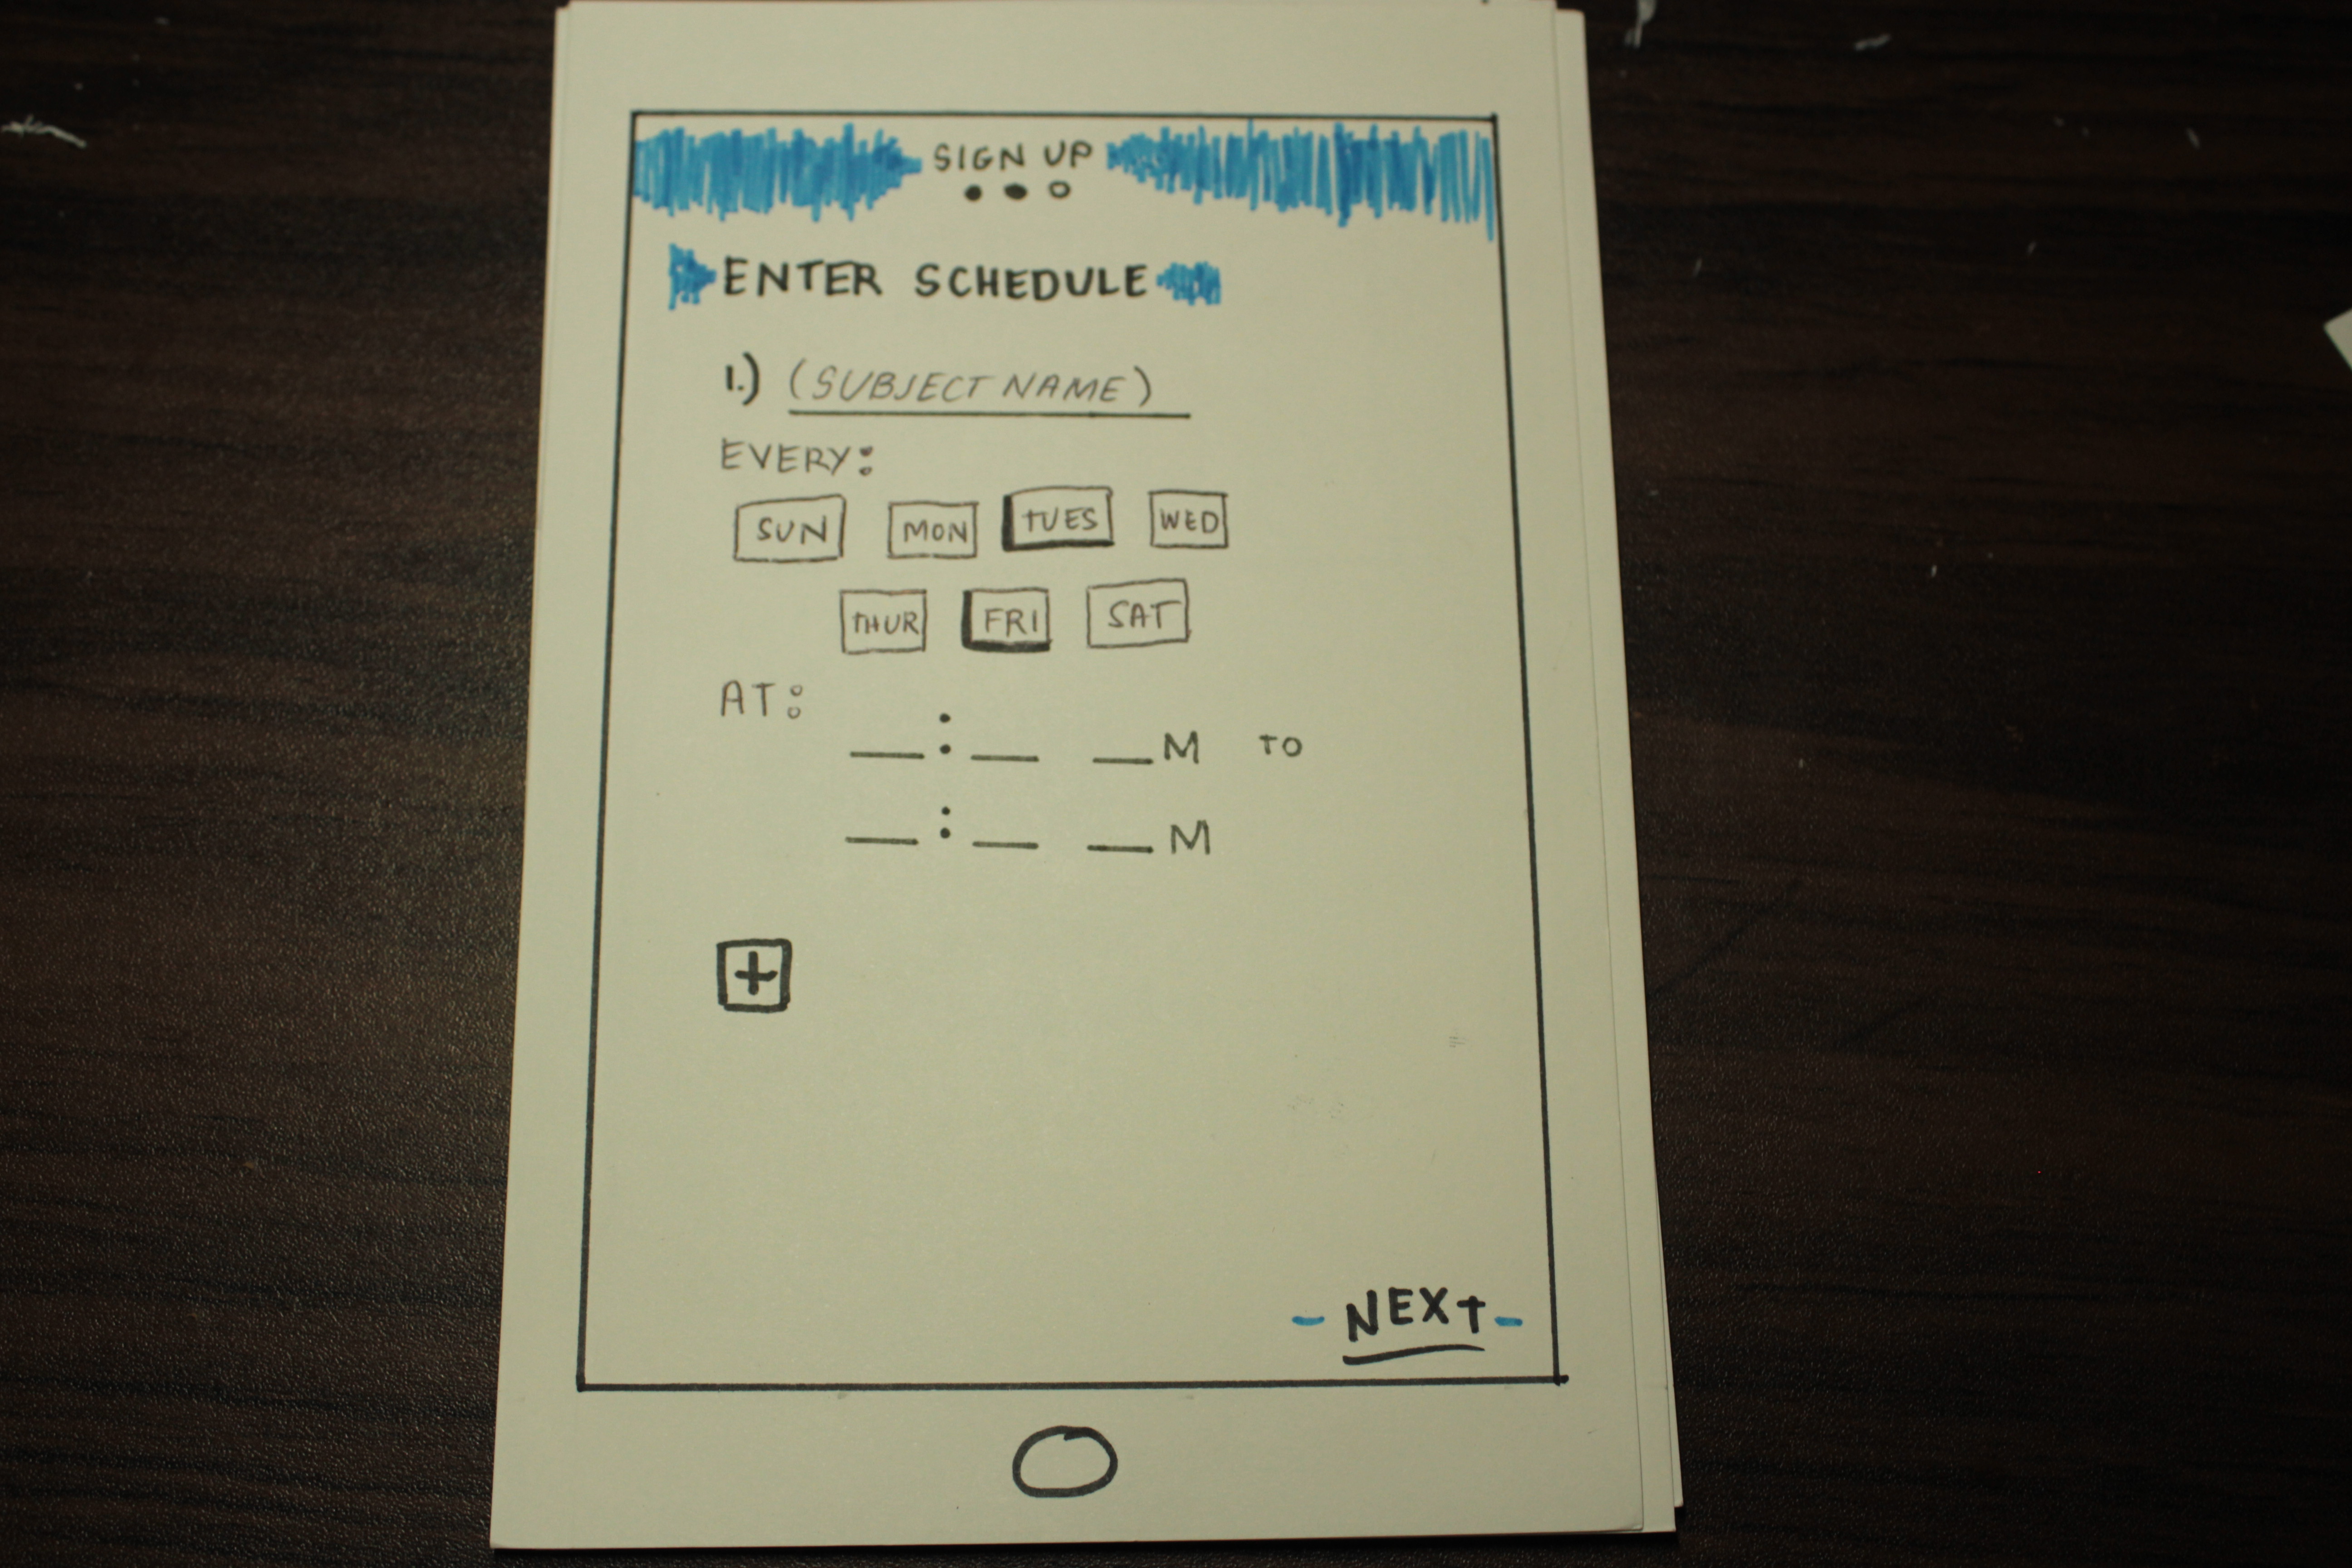 SIGN UP
ENTER SCHEDULE
1.) (SUBJECT NAME)
EVERY:
SUN MON TUES WED
THUR FRI SAT
AT:
__ : __ __M TO
__ : __ __M
+
- NEXT -